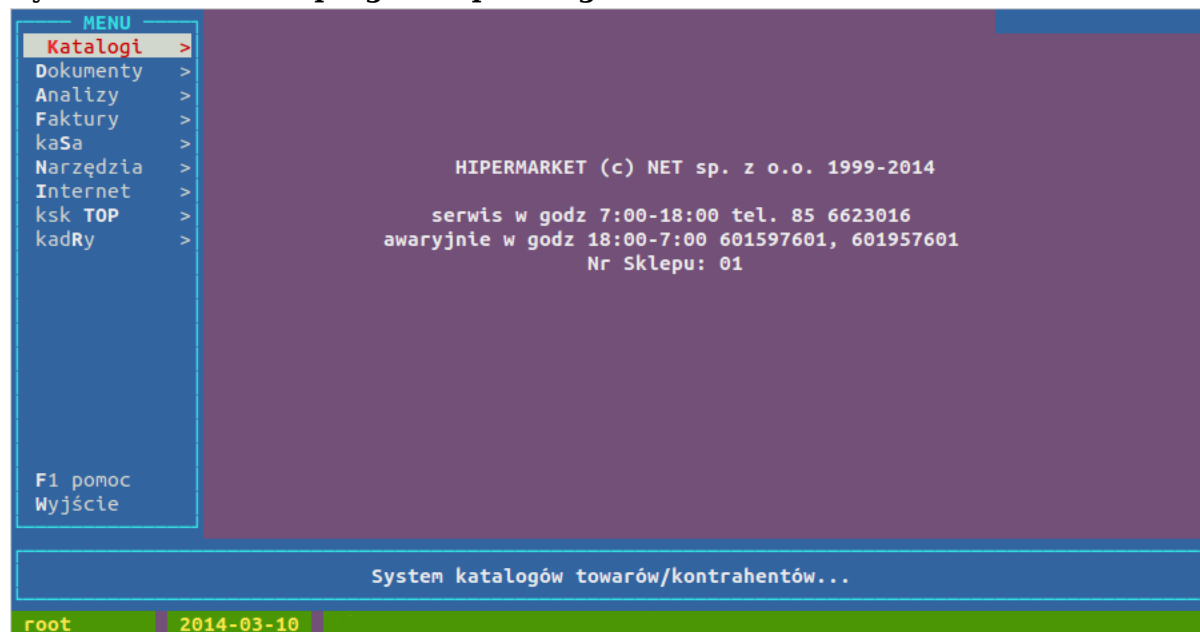 MENU
Katalogi >
Dokumenty >
Analizy >
Faktury >
kaSa >
Narzędzia >
Internet >
ksk TOP >
kadRy >
F1 pomoc
Wyjście
HIPERMARKET (c) NET sp. z o.o. 1999-2014
serwis w godz 7:00-18:00 tel. 85 6623016
awaryjnie w godz 18:00-7:00 601597601, 601957601
Nr Sklepu: 01
System katalogów towarów/kontrahentów...
root 2014-03-10